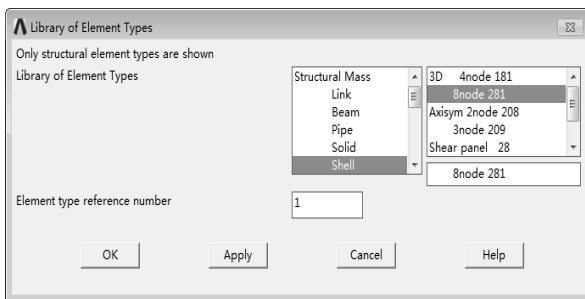 Library of Element Types
Only structural element types are shown
Library of Element Types
Structural Mass
Link
Beam
Pipe
Solid
Shell
3D 4node 181
8node 281
Axisym 2node 208
3node 209
Shear panel 28
8node 281
Element type reference number
1
OK
Apply
Cancel
Help